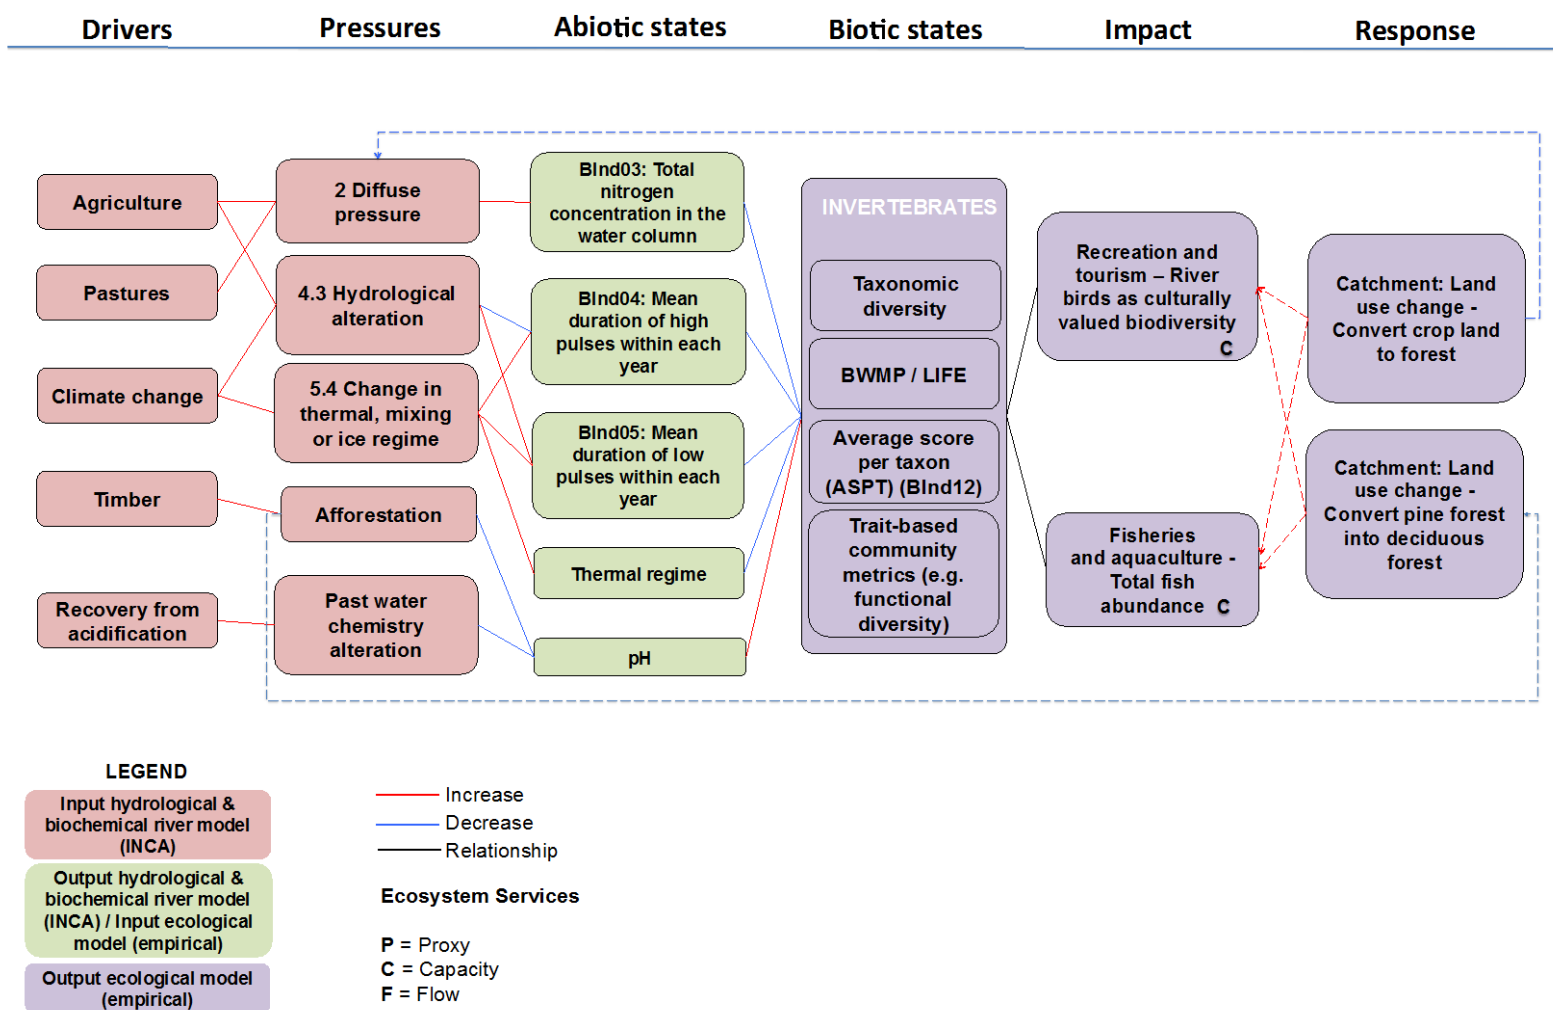 Drivers
Pressures
Abiotic states
Biotic states
Impact
Response
Agriculture
Pastures
Climate change
Timber
Recovery from
acidification
2 Diffuse
pressure
4.3 Hydrological
alteration
5.4 Change in
thermal, mixing
or ice regime
Afforestation
Past water
chemistry
alteration
BInd03: Total
nitrogen
concentration in the
water column
BInd04: Mean
duration of high
pulses within each
year
BInd05: Mean
duration of low
pulses within each
year
Thermal regime
pH
INVERTEBRATES
Taxonomic
diversity
BWMP / LIFE
Average score
per taxon
(ASPT) (BInd12)
Trait-based
community
metrics (e.g.
functional
diversity)
Recreation and
tourism – River
birds as culturally
valued biodiversity
C
Fisheries
and aquaculture -
Total fish
abundance C
Catchment: Land
use change -
Convert crop land
to forest
Catchment: Land
use change -
Convert pine forest
into deciduous
forest
LEGEND
Input hydrological &
biochemical river model
(INCA)
Output hydrological &
biochemical river model
(INCA) / Input ecological
model (empirical)
Output ecological model
(empirical)
Increase
Decrease
Relationship
Ecosystem Services
P = Proxy
C = Capacity
F = Flow